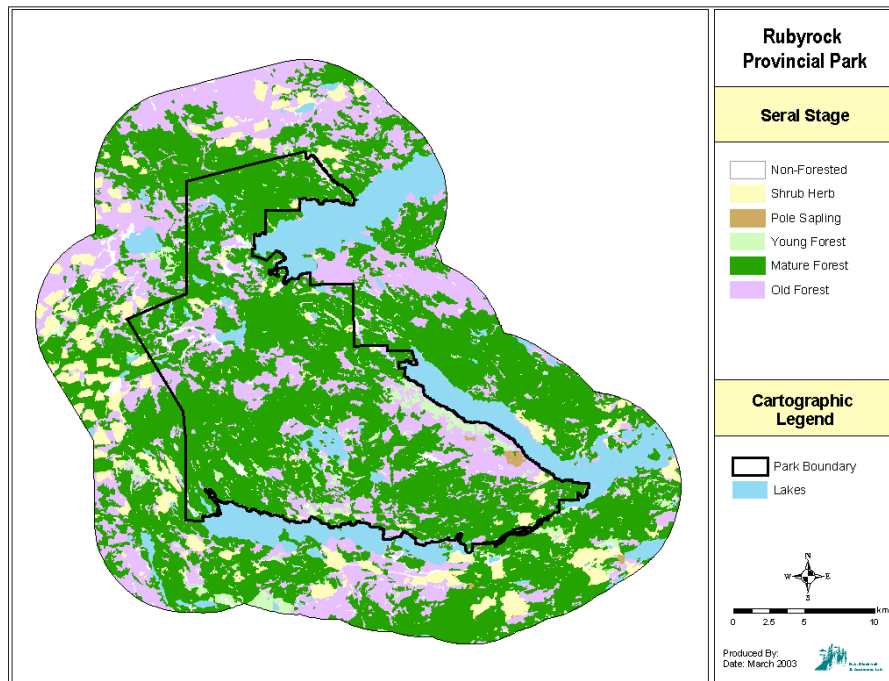 Rubyrock
Provincial Park
Seral Stage
Non-Forested
Shrub Herb
Pole Sapling
Young Forest
Mature Forest
Old Forest
Cartographic
Legend
Park Boundary
Lakes
N
W E
S
km
0 2.5 5 10
Produced By:
Date: March 2003